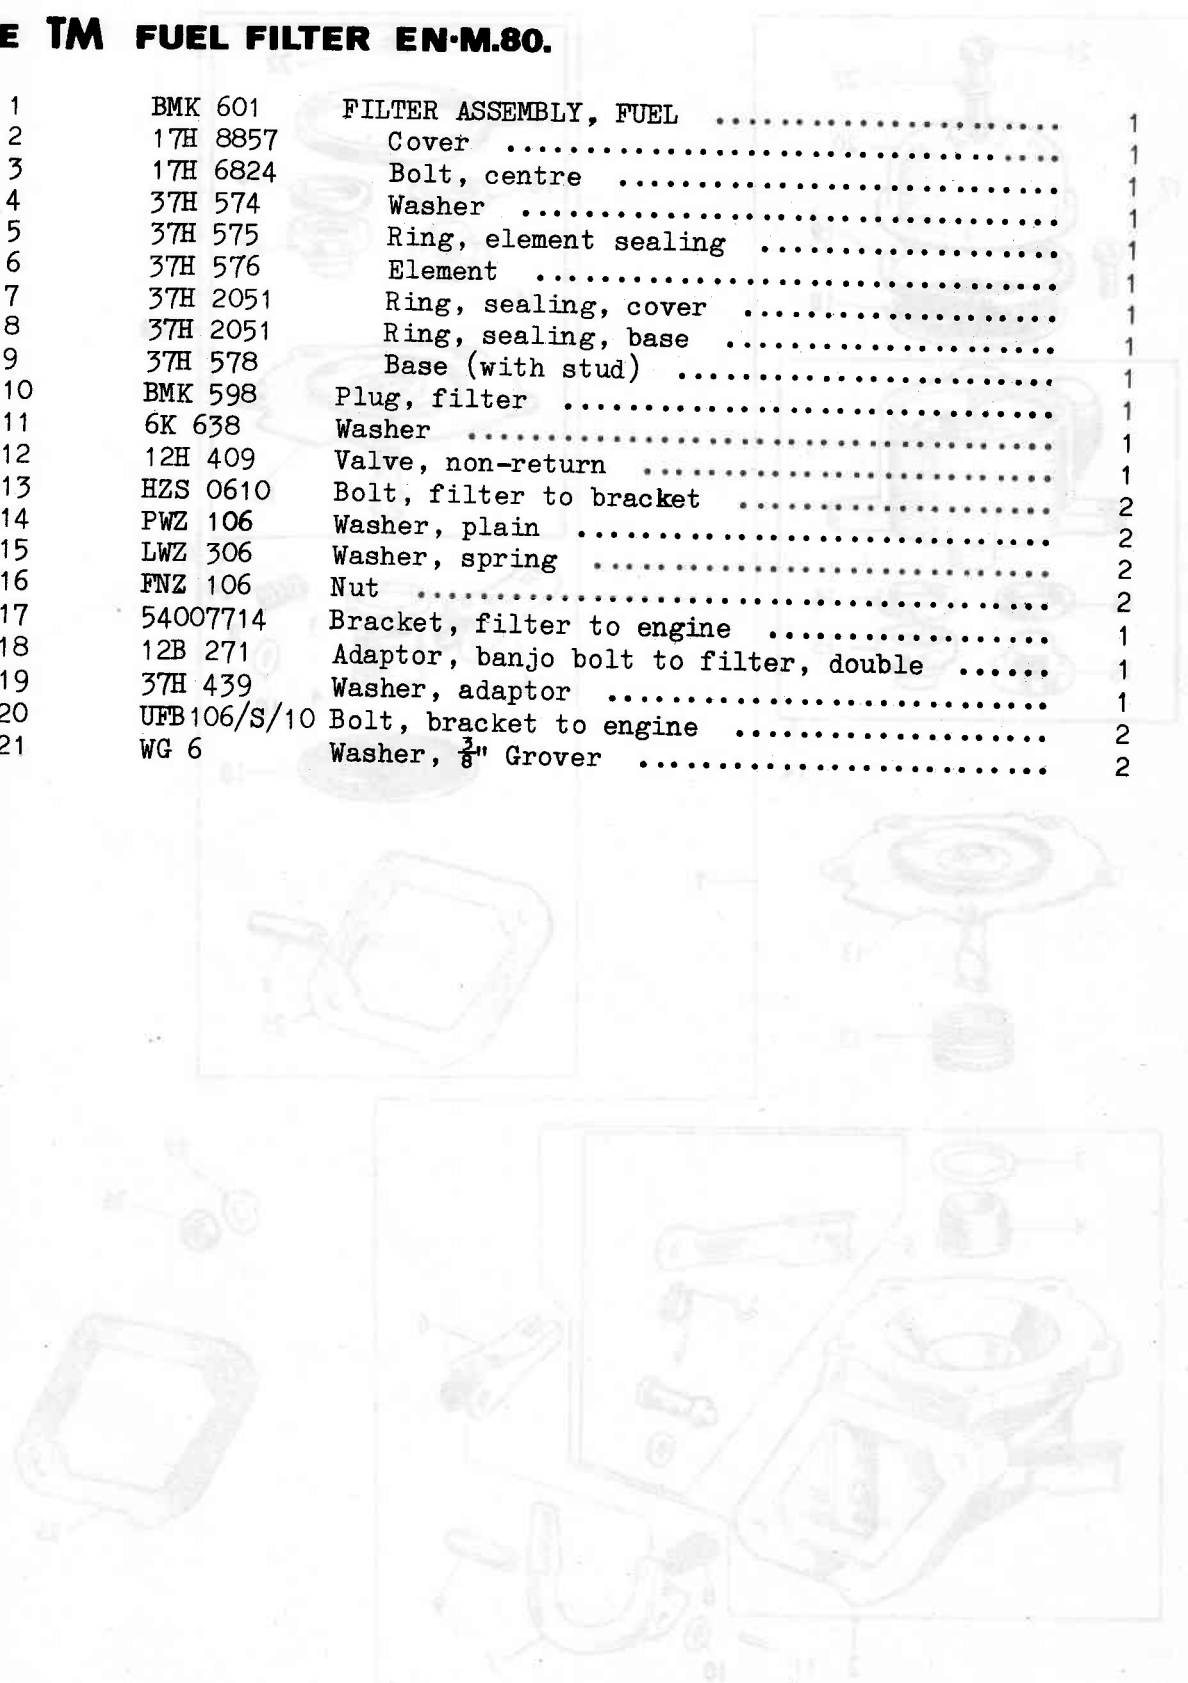 E TM FUEL FILTER EN·M.80.
1 BMK 601 FILTER ASSEMBLY, FUEL ........................ 1
2 17H 8857 Cover ................................... 1
3 17H 6824 Bolt, centre ............................ 1
4 37H 574 Washer .................................. 1
5 37H 575 Ring, element sealing ................... 1
6 37H 576 Element ................................. 1
7 37H 2051 Ring, sealing, cover .................... 1
8 37H 2051 Ring, sealing, base ..................... 1
9 37H 578 Base (with stud) ........................ 1
10 BMK 598 Plug, filter ............................... 1
11 6K 638 Washer ..................................... 1
12 12H 409 Valve, non-return .......................... 1
13 HZS 0610 Bolt, filter to bracket .................... 2
14 PWZ 106 Washer, plain .............................. 2
15 LWZ 306 Washer, spring ............................. 2
16 FNZ 106 Nut ........................................ 2
17 54007714 Bracket, filter to engine .................. 1
18 12B 271 Adaptor, banjo bolt to filter, double ...... 1
19 37H 439 Washer, adaptor ............................ 1
20 UFB106/S/10 Bolt, bracket to engine .................... 2
21 WG 6 Washer, ⅜" Grover .......................... 2